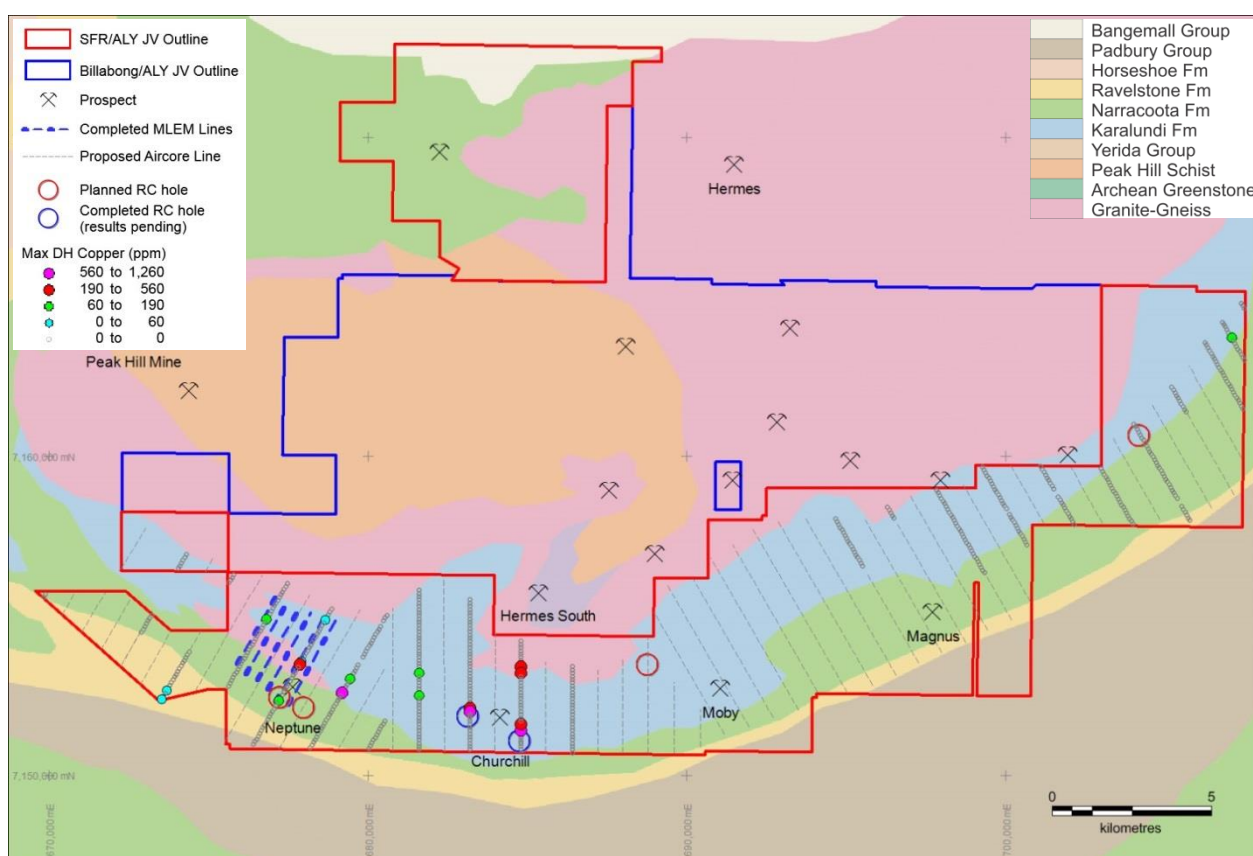 SFR/ALY JV Outline
Billabong/ALY JV Outline
Prospect
Completed MLEM Lines
Proposed Aircore Line
Planned RC hole
Completed RC hole
(results pending)
Max DH Copper (ppm)
560 to 1,260
190 to 560
60 to 190
0 to 60
0 to 0
Bangemall Group
Padbury Group
Horseshoe Fm
Ravelstone Fm
Narracoota Fm
Karalundi Fm
Yerida Group
Peak Hill Schist
Archean Greenstone
Granite-Gneiss
Hermes
Peak Hill Mine
7,160,000 mN
Hermes South
Magnus
Moby
Neptune
Churchill
7,150,000 mN
670,000 mE
680,000 mE
690,000 mE
700,000 mE
0 5
kilometres